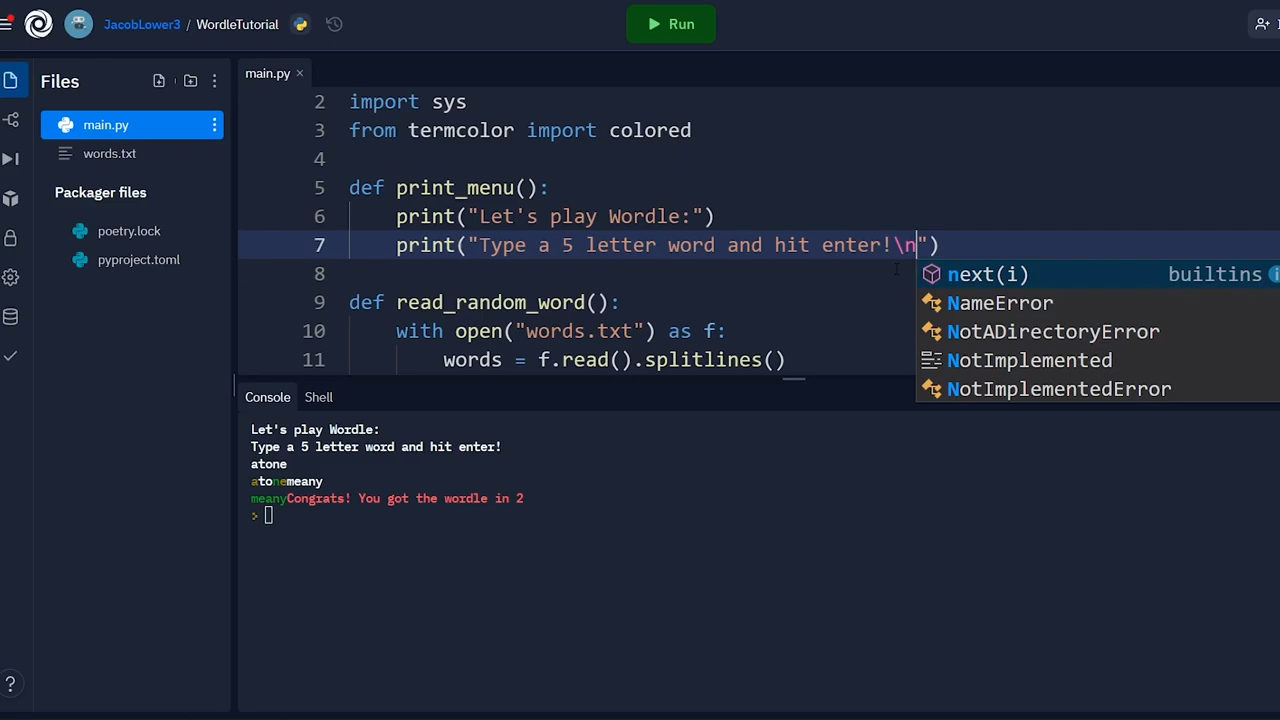 JacobLower3 / WordleTutorial
Run
Files
main.py
words.txt
Packager files
poetry.lock
pyproject.toml
main.py ×
2 import sys
3 from termcolor import colored
4
5 def print_menu():
6 print("Let's play Wordle:")
7 print("Type a 5 letter word and hit enter!\n")
8
9 def read_random_word():
10 with open("words.txt") as f:
11 words = f.read().splitlines()
next(i) builtins
NameError
NotADirectoryError
NotImplemented
NotImplementedError
Console Shell
Let's play Wordle:
Type a 5 letter word and hit enter!
atone
atonemeany
meanyCongrats! You got the wordle in 2
>
?